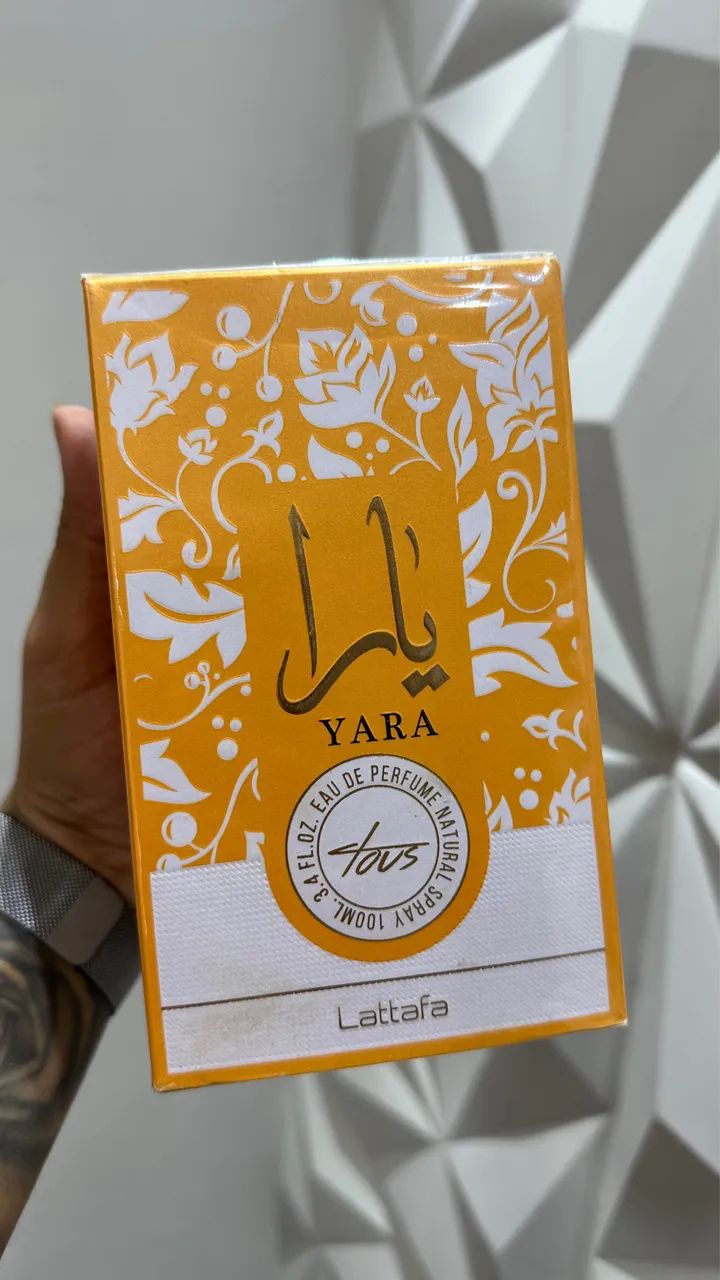 يارا
YARA
3.4 FL.OZ. EAU DE PERFUME NATURAL SPRAY 100ML.
TOUS
Lattafa